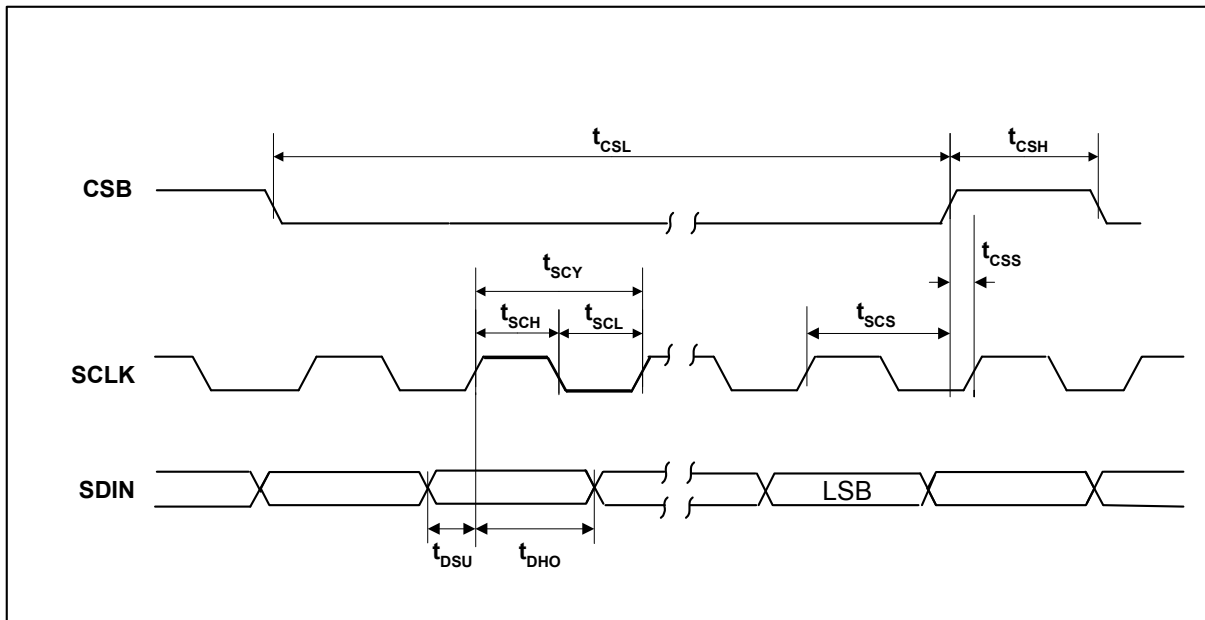 tCSL
tCSH
CSB
tCSS
tSCY
tSCH
tSCL
tSCS
SCLK
SDIN
LSB
tDSU
tDHO